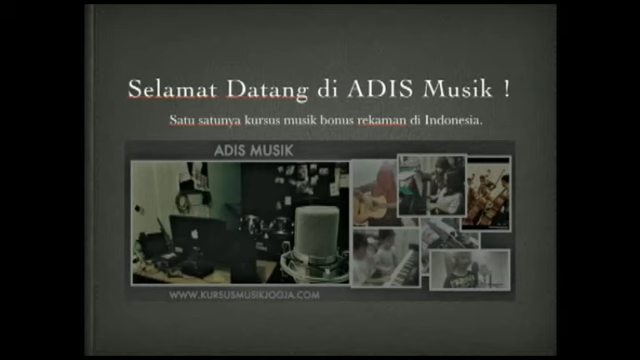 Selamat Datang di ADIS Musik !
Satu satunya kursus musik bonus rekaman di Indonesia.
ADIS MUSIK
WWW.KURSUSMUSIKJOGJA.COM